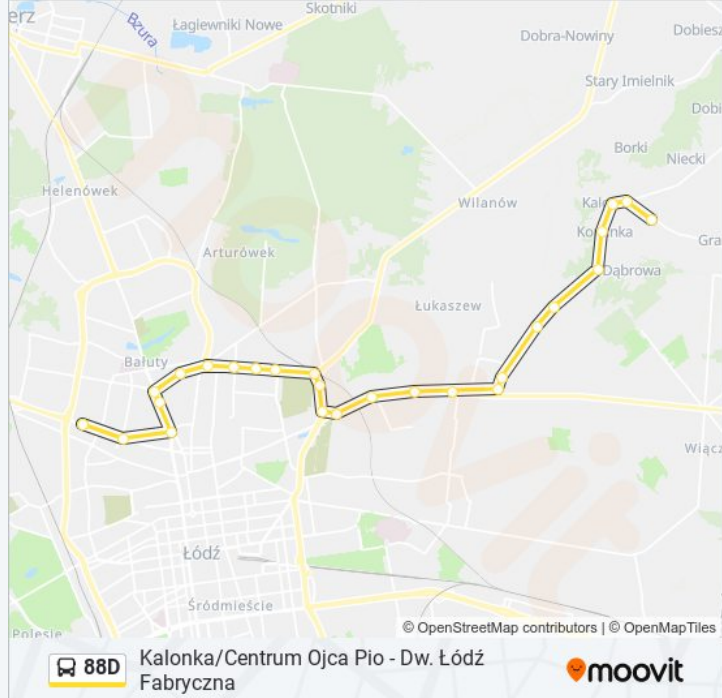 Skotniki
erz
Bzura
Łagiewniki Nowe
Dobra-Nowiny
Dobies
Stary Imielnik
Dobi
Borki
Niecki
Helenówek
Wilanów
Kal
Ko nka
Gra
Arturówek
Dąbrowa
Łukaszew
Bałuty
Wiącz
Łódź
Śródmieście
Polesie
© OpenStreetMap contributors | © OpenMapTiles
88D
Kalonka/Centrum Ojca Pio - Dw. Łódź
Fabryczna
moovit